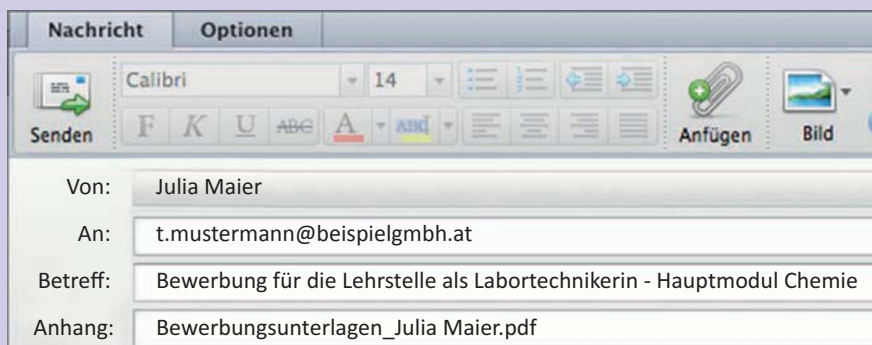 Nachricht Optionen
Calibri 14
F K U ABC A ABC
Senden Anfügen Bild
Von: Julia Maier
An: t.mustermann@beispielgmbh.at
Betreff: Bewerbung für die Lehrstelle als Labortechnikerin - Hauptmodul Chemie
Anhang: Bewerbungsunterlagen_Julia Maier.pdf